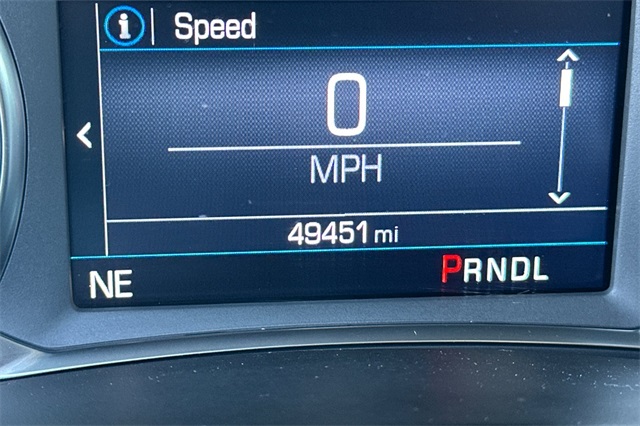 i Speed
0
MPH
49451 mi
NE PRNDL